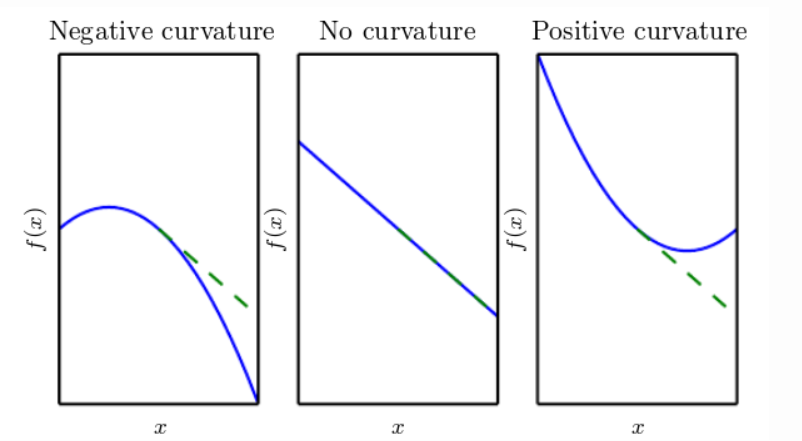 Negative curvature
No curvature
Positive curvature
f(x)
f(x)
f(x)
x
x
x